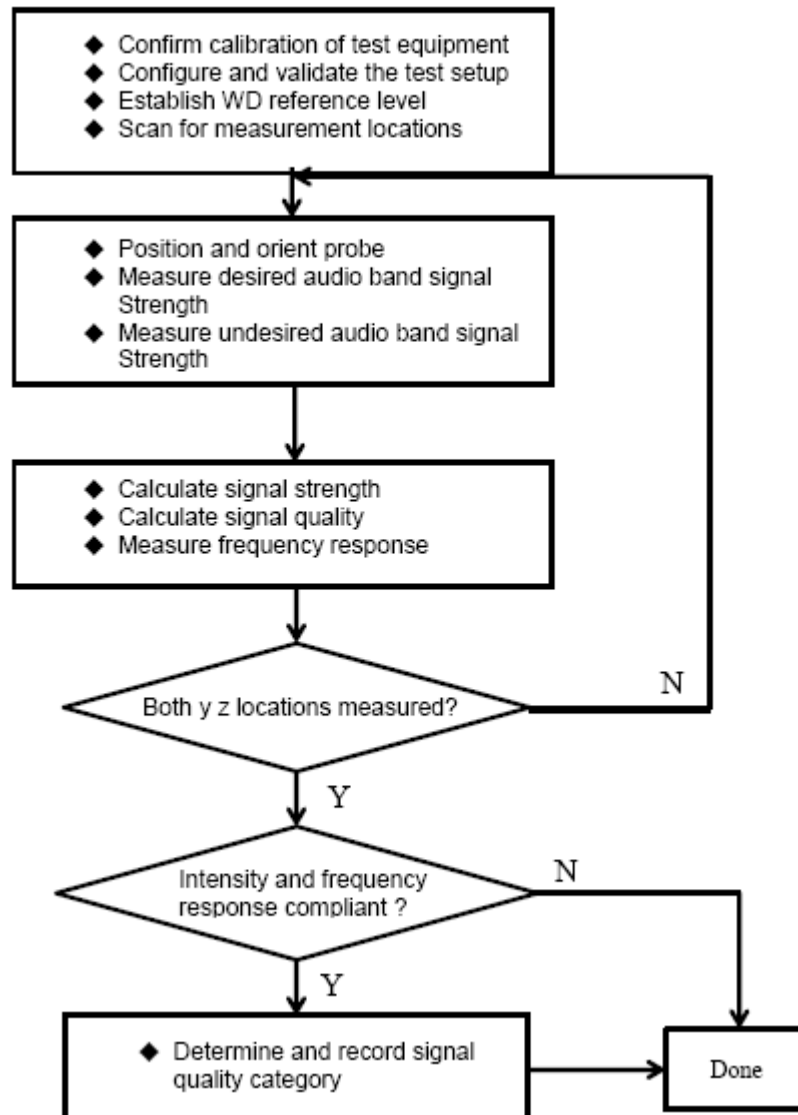 ◆ Confirm calibration of test equipment
◆ Configure and validate the test setup
◆ Establish WD reference level
◆ Scan for measurement locations
◆ Position and orient probe
◆ Measure desired audio band signal
Strength
◆ Measure undesired audio band signal
Strength
◆ Calculate signal strength
◆ Calculate signal quality
◆ Measure frequency response
Both y z locations measured?
N
Y
Intensity and frequency
response compliant ?
N
Y
◆ Determine and record signal
quality category
Done